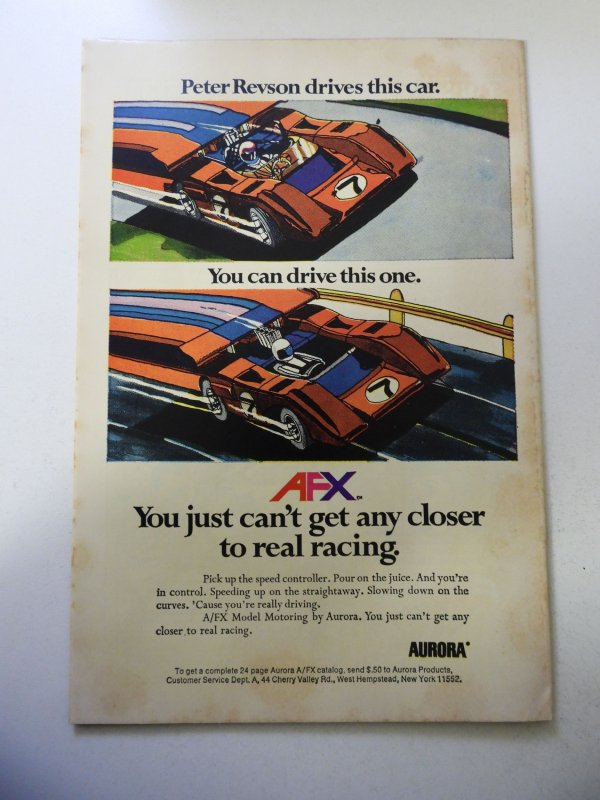 Peter Revson drives this car.
7
7
You can drive this one.
7
7
AFX™
You just can't get any closer
to real racing.
Pick up the speed controller. Pour on the juice. And you're
in control. Speeding up on the straightaway. Slowing down on the
curves. 'Cause you're really driving.
A/FX Model Motoring by Aurora. You just can't get any
closer to real racing.
AURORA®
To get a complete 24 page Aurora A/FX catalog, send $.50 to Aurora Products,
Customer Service Dept. A, 44 Cherry Valley Rd., West Hempstead, New York 11552.